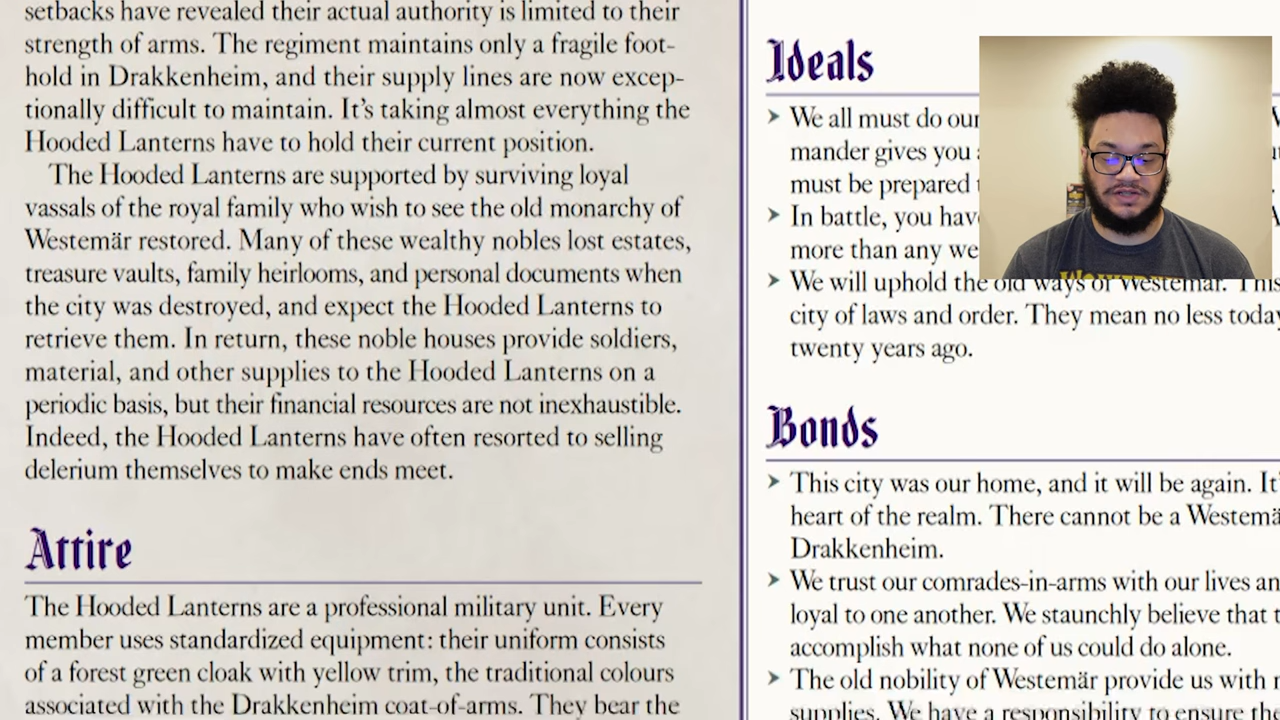 setbacks have revealed their actual authority is limited to their
strength of arms. The regiment maintains only a fragile foot-
hold in Drakkenheim, and their supply lines are now excep-
tionally difficult to maintain. It's taking almost everything the
Hooded Lanterns have to hold their current position.
The Hooded Lanterns are supported by surviving loyal
vassals of the royal family who wish to see the old monarchy of
Westemär restored. Many of these wealthy nobles lost estates,
treasure vaults, family heirlooms, and personal documents when
the city was destroyed, and expect the Hooded Lanterns to
retrieve them. In return, these noble houses provide soldiers,
material, and other supplies to the Hooded Lanterns on a
periodic basis, but their financial resources are not inexhaustible.
Indeed, the Hooded Lanterns have often resorted to selling
delerium themselves to make ends meet.
Attire
The Hooded Lanterns are a professional military unit. Every
member uses standardized equipment: their uniform consists
of a forest green cloak with yellow trim, the traditional colours
associated with the Drakkenheim coat-of-arms. They bear the
Ideals
We all must do our
mander gives you
must be prepared
In battle, you
more than any
We will uphold the old ways of Westemär. This
city of laws and order. They mean no less today
twenty years ago.
Bonds
This city was our home, and it will be again. It'
heart of the realm. There cannot be a Westemä
Drakkenheim.
We trust our comrades-in-arms with our lives an
loyal to one another. We staunchly believe that
accomplish what none of us could do alone.
The old nobility of Westemär provide us with
supplies. We have a responsibility to ensure